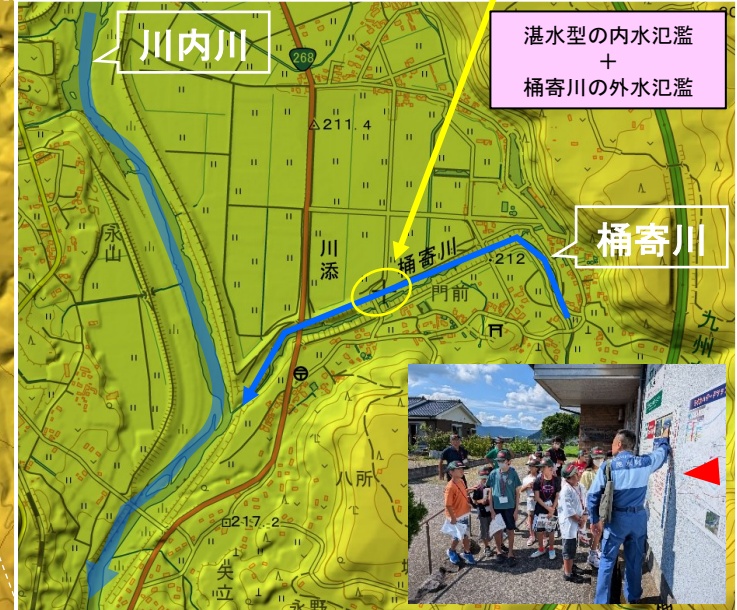 湛水型の内水氾濫
+
桶寄川の外水氾濫
川内川
268
211.4
永山
川添
桶寄川
桶寄川
212
門前
九州
八所
217.2
矢立
永野